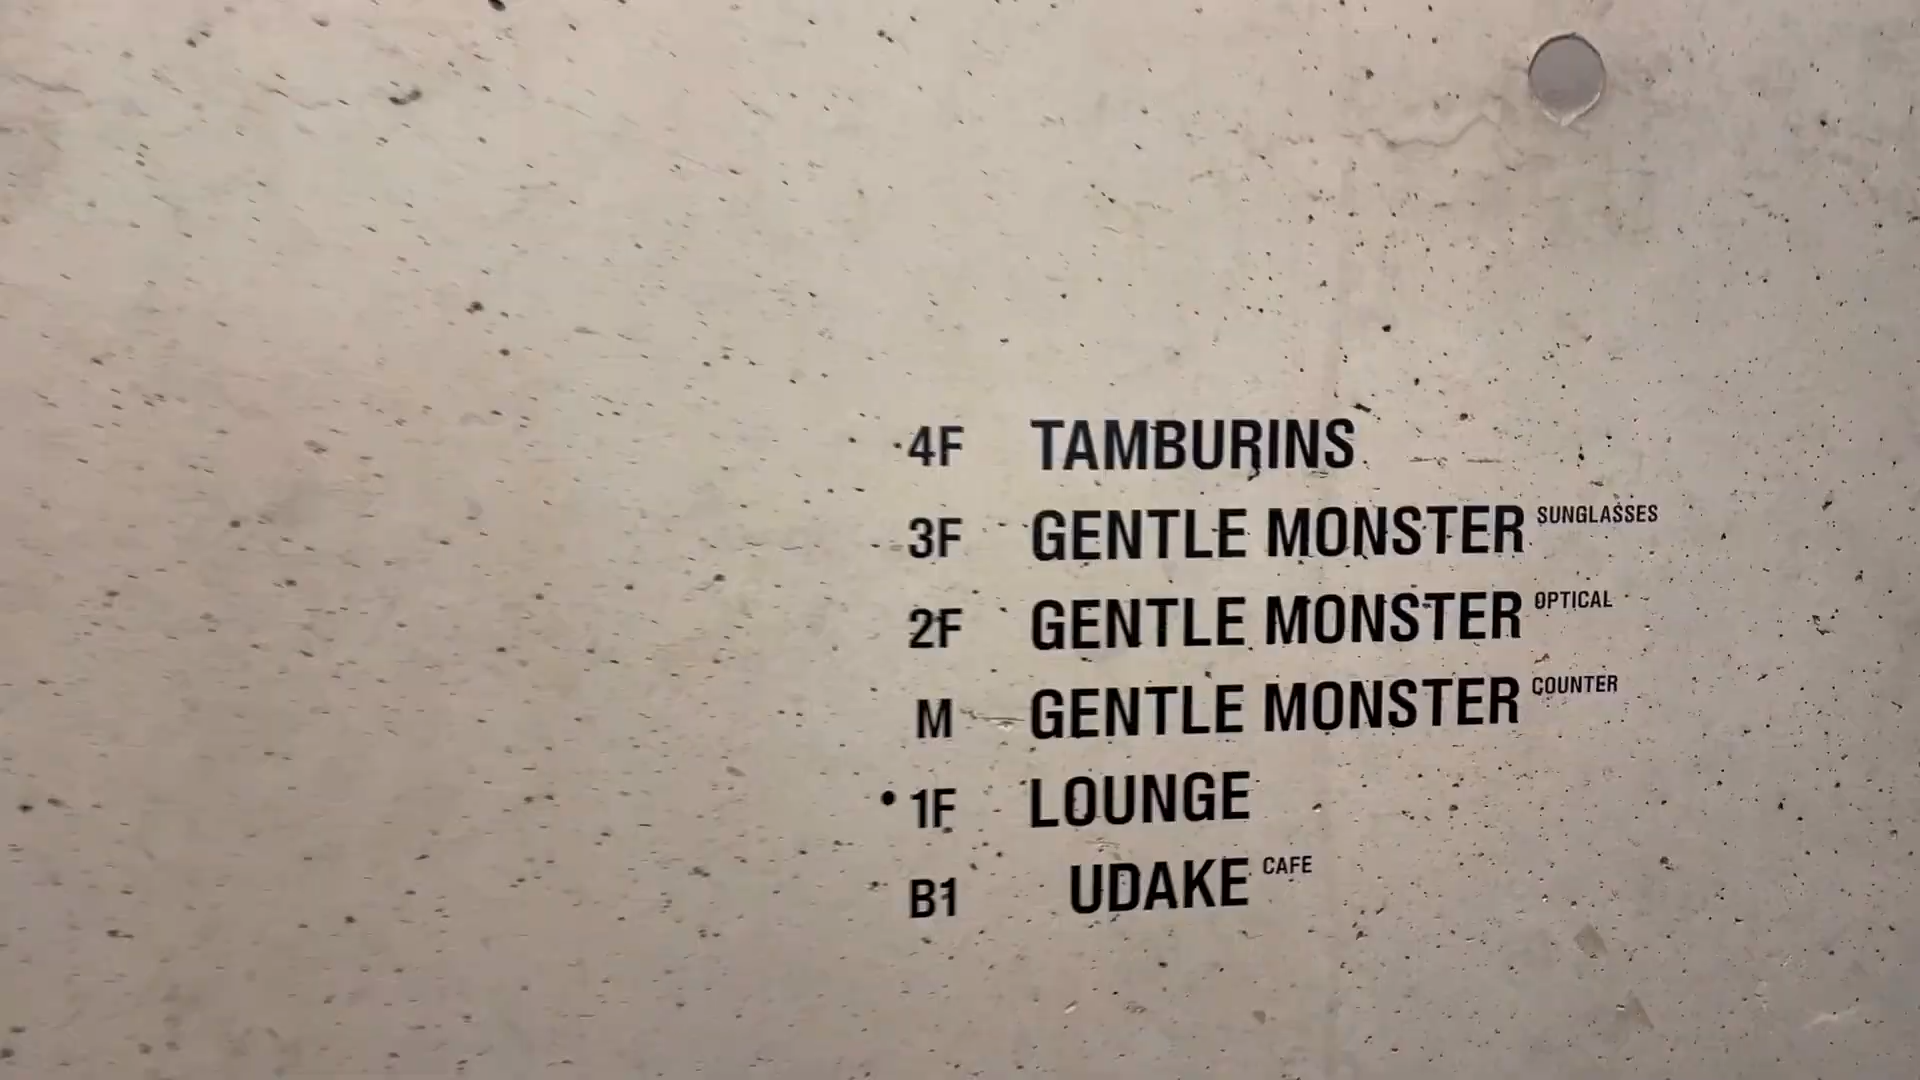 4F TAMBURINS
3F GENTLE MONSTER SUNGLASSES
2F GENTLE MONSTER OPTICAL
M GENTLE MONSTER COUNTER
• 1F LOUNGE
B1 UDAKE CAFE